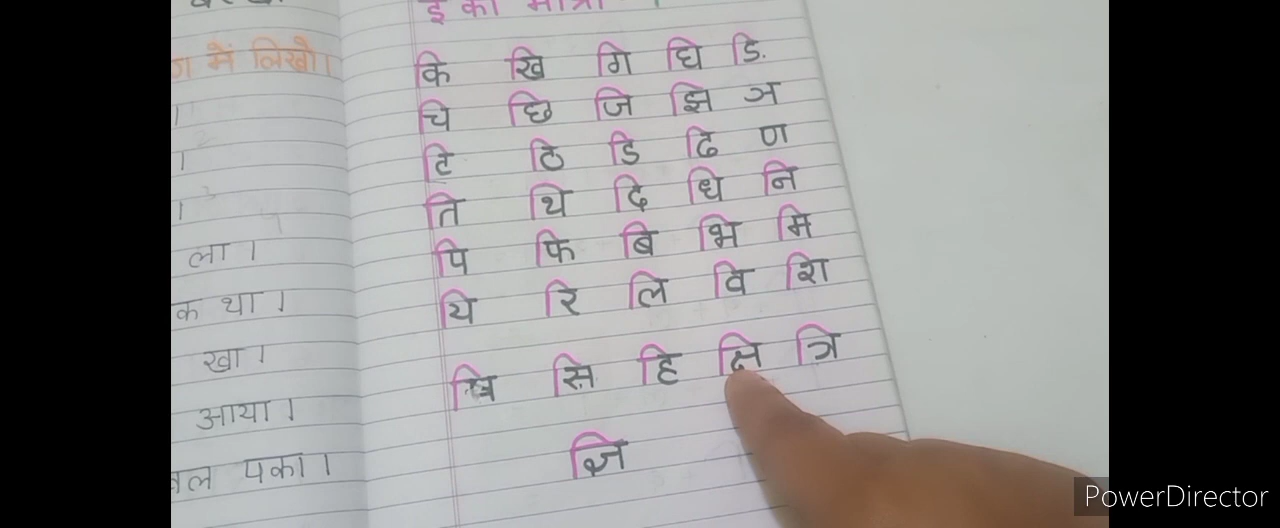 में लिखो।
ला।
क था।
खा।
आया।
पका।
कि खि गि घि ङि
चि छि जि झि ञ
टि ठि डि ढि ण
ति थि दि धि नि
पि फि बि भि मि
यि रि लि वि शि
षि सि हि क्षि त्रि
ज्ञि
PowerDirector